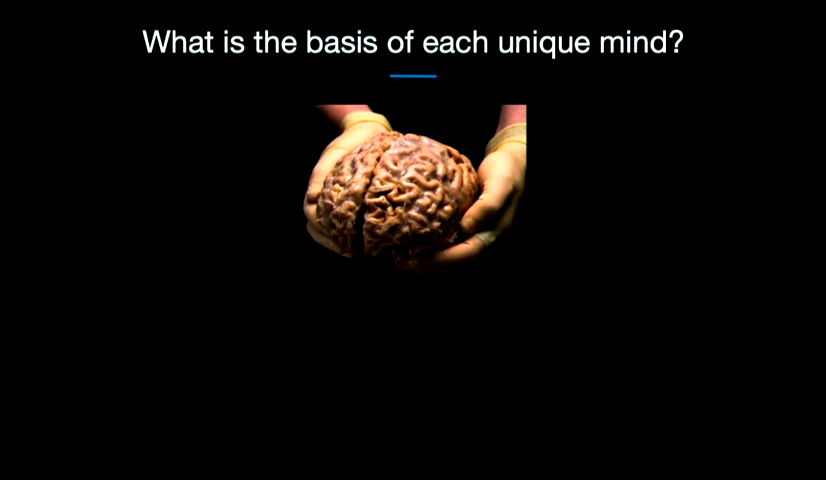 What is the basis of each unique mind?